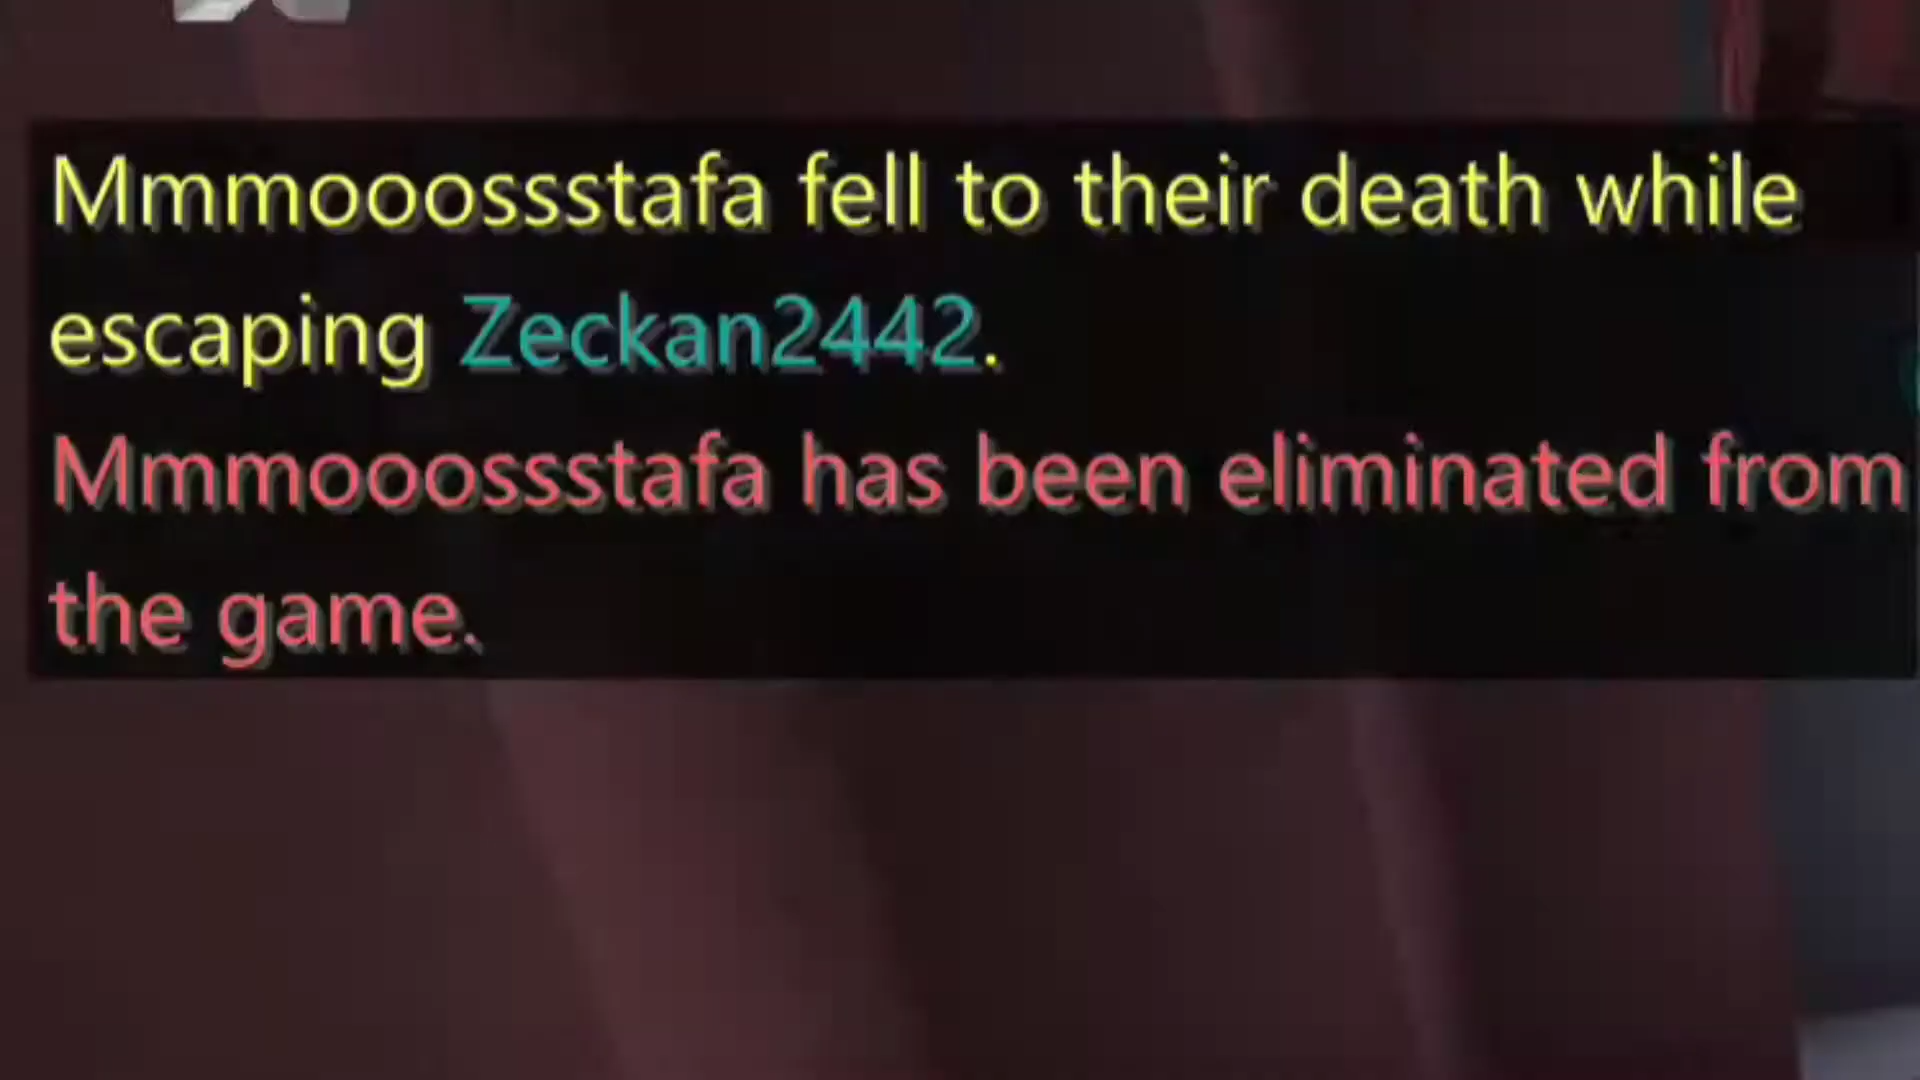 Mmmooossstafa fell to their death while
escaping Zeckan2442.
Mmmooossstafa has been eliminated from
the game.